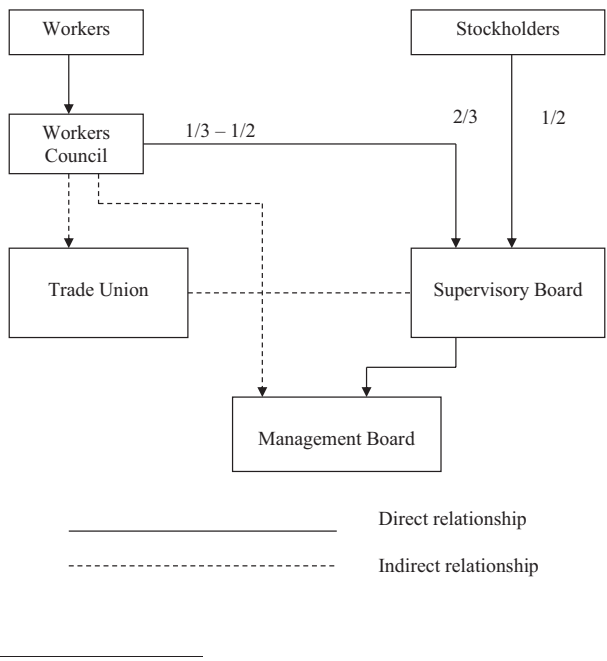 Workers
Stockholders
Workers
Council
1/3 – 1/2
2/3
1/2
Trade Union
Supervisory Board
Management Board
Direct relationship
Indirect relationship